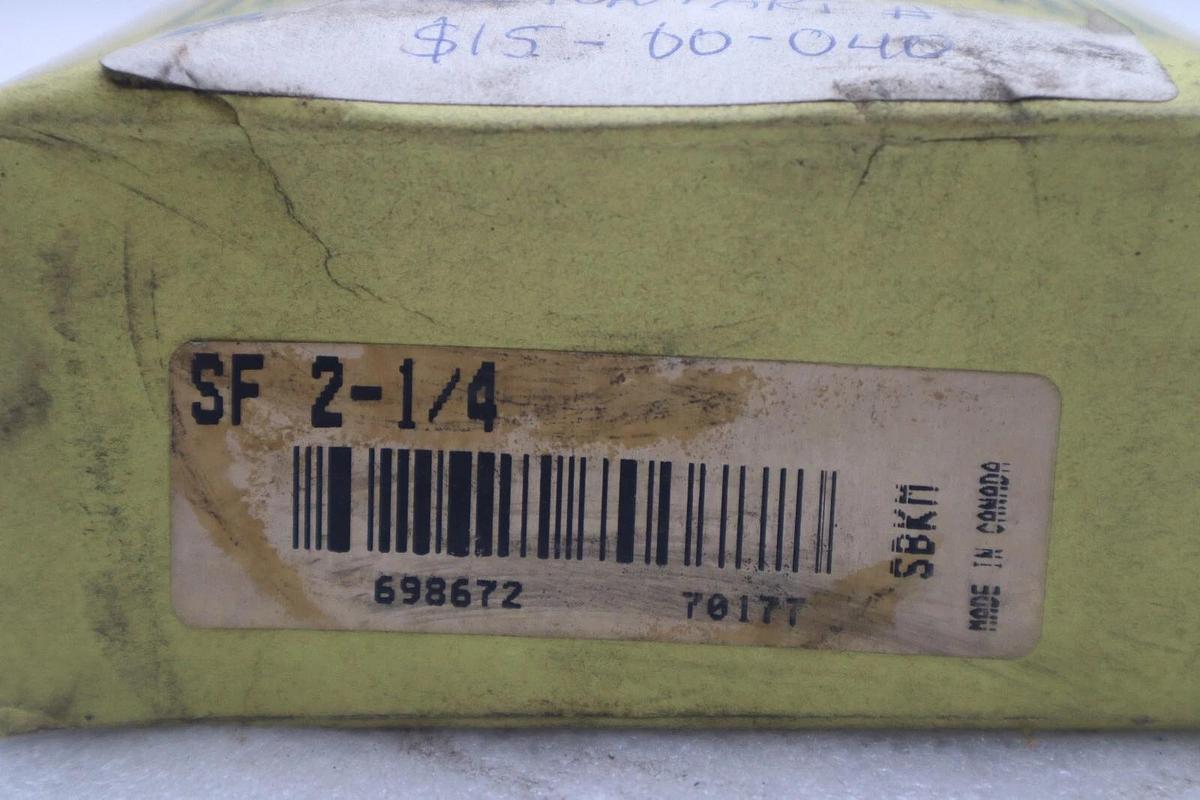 $15-00-040
SF 2-1/4
698672
70177
SBKM
MADE IN CANADA